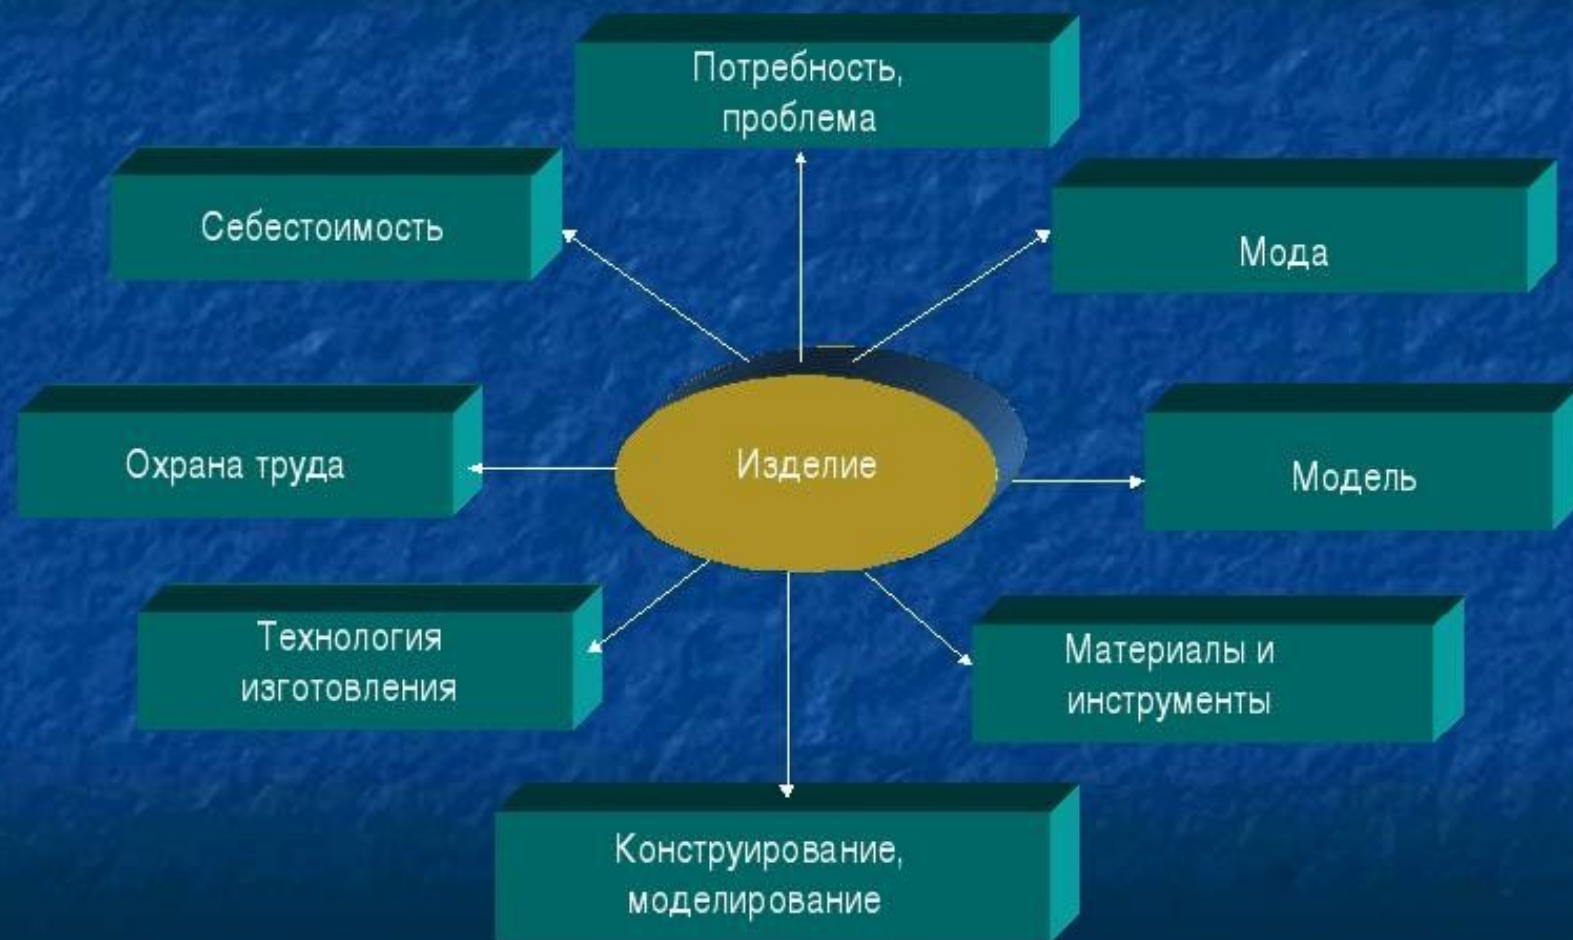 Потребность,
проблема
Себестоимость
Мода
Охрана труда
Изделие
Модель
Технология
изготовления
Материалы и
инструменты
Конструирование,
моделирование